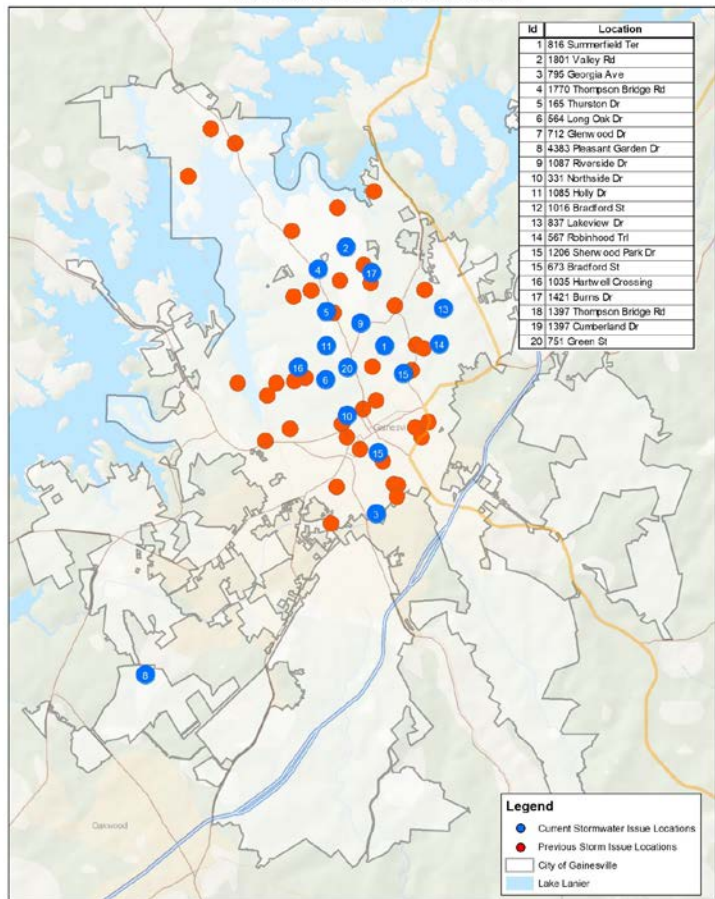 Id Location
1 816 Summerfield Ter
2 1801 Valley Rd
3 795 Georgia Ave
4 1770 Thompson Bridge Rd
5 165 Thurston Dr
6 564 Long Oak Dr
7 712 Glenwood Dr
8 4383 Pleasant Garden Dr
9 1087 Riverside Dr
10 331 Northside Dr
11 1085 Holly Dr
12 1016 Bradford St
13 837 Lakeview Dr
14 567 Robinhood Trl
15 1206 Sherwood Park Dr
15 673 Bradford St
16 1035 Hartwell Crossing
17 1421 Burns Dr
18 1397 Thompson Bridge Rd
19 1397 Cumberland Dr
20 751 Green St
2
4
17
13
5
9
11
1
14
16
20
15
6
10
15
3
8
Oakwood
Legend
Current Stormwater Issue Locations
Previous Storm Issue Locations
City of Gainesville
Lake Lanier